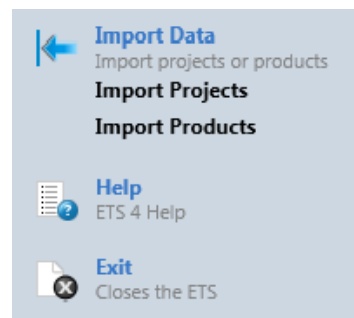 Import Data
Import projects or products
Import Projects
Import Products
Help
ETS 4 Help
Exit
Closes the ETS